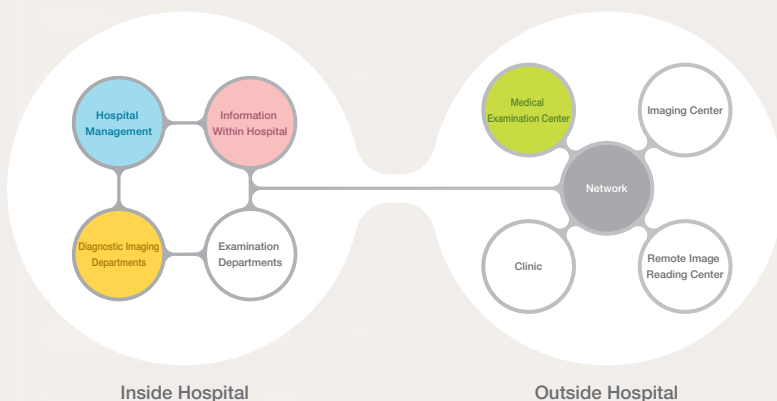 Hospital
Management
Information
Within Hospital
Diagnostic Imaging
Departments
Examination
Departments
Medical
Examination Center
Imaging Center
Network
Clinic
Remote Image
Reading Center
Inside Hospital
Outside Hospital